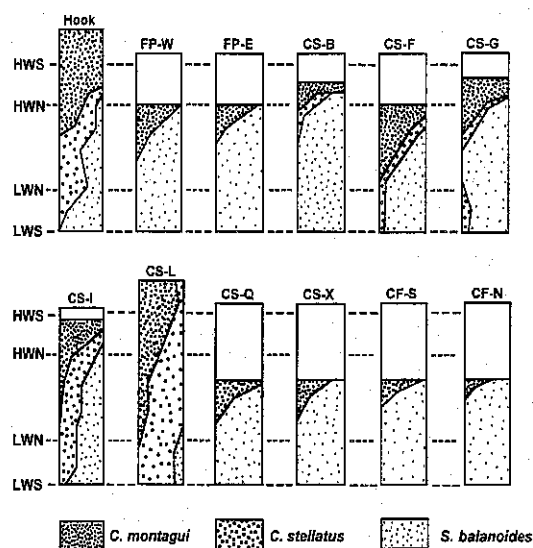 Hook FP-W FP-E CS-B CS-F CS-G
HWS
HWN
LWN
LWS
CS-I CS-L CS-Q CS-X CF-S CF-N
HWS
HWN
LWN
LWS
C. montagui C. stellatus S. balanoides